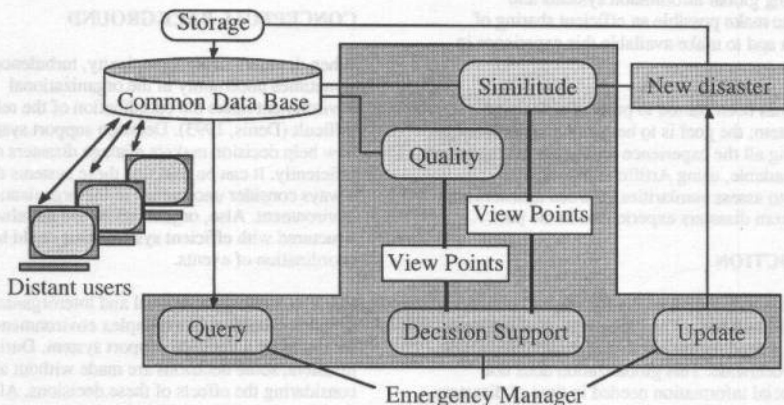 Storage
Common Data Base
Similitude
New disaster
Quality
View Points
View Points
Distant users
Query
Decision Support
Update
Emergency Manager